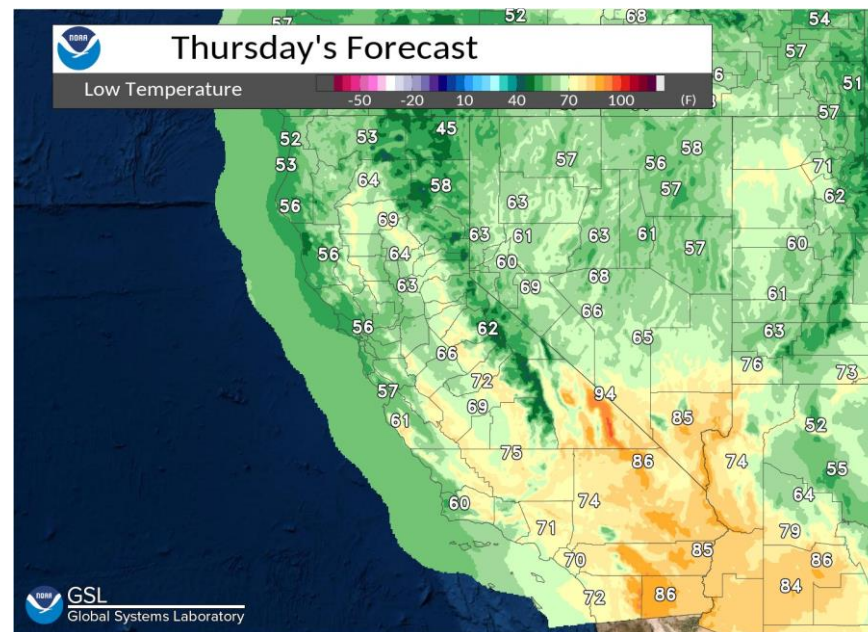 57 52 68 54
NOAA
Thursday's Forecast
57
Low Temperature
-50 -20 10 40 70 100 (F)
51
57
52 53 45
53 57 56 58 71
64 58 57 62
56 69 63
56 64 63 61 63 61 57 60
60
63 69 68 61
56 62 66 65 63
66 76 73
57 72 94
61 69 85 52
75 86 74 55
60 74 64
71 79
70 85 86
72 86 84
NOAA
GSL
Global Systems Laboratory